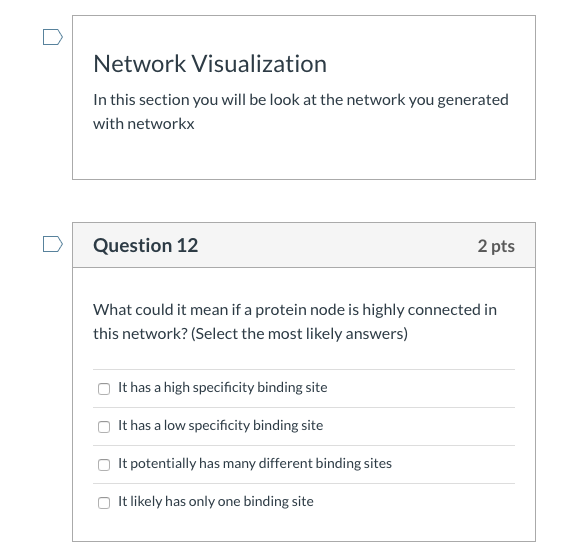 Network Visualization
In this section you will be look at the network you generated
with networkx
Question 12
2 pts
What could it mean if a protein node is highly connected in
this network? (Select the most likely answers)
It has a high specificity binding site
It has a low specificity binding site
It potentially has many different binding sites
It likely has only one binding site